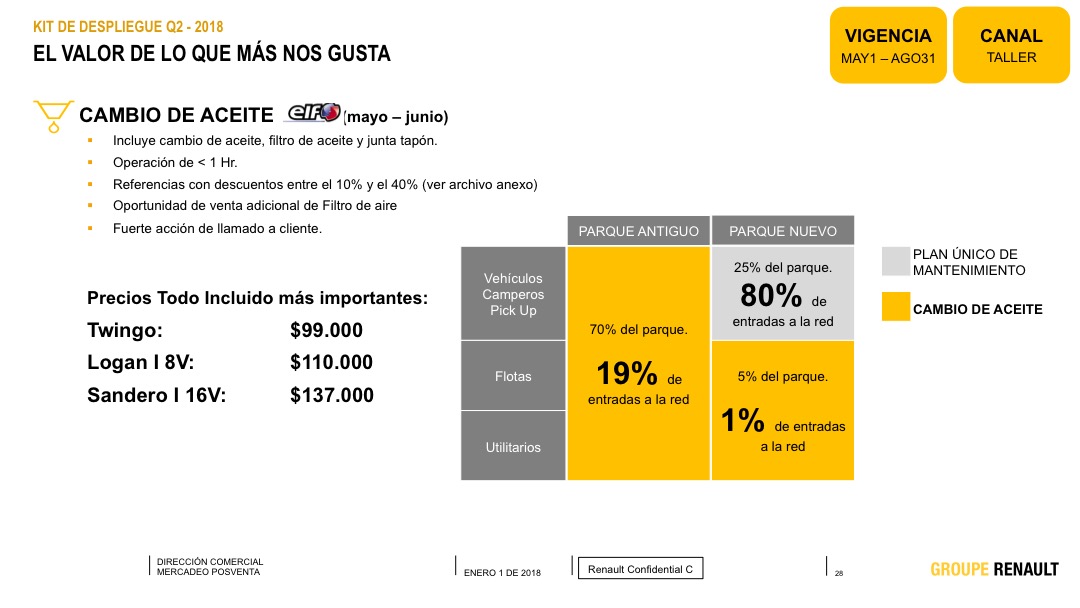 KIT DE DESPLIEGUE Q2 - 2018
EL VALOR DE LO QUE MÁS NOS GUSTA
VIGENCIA
MAY1 – AGO31
CANAL
TALLER
CAMBIO DE ACEITE elf (mayo – junio)
Incluye cambio de aceite, filtro de aceite y junta tapón.
Operación de < 1 Hr.
Referencias con descuentos entre el 10% y el 40% (ver archivo anexo)
Oportunidad de venta adicional de Filtro de aire
Fuerte acción de llamado a cliente.
Precios Todo Incluido más importantes:
Twingo: $99.000
Logan I 8V: $110.000
Sandero I 16V: $137.000
PARQUE ANTIGUO
PARQUE NUEVO
Vehículos
Camperos
Pick Up
Flotas
Utilitarios
70% del parque.
19% de
entradas a la red
25% del parque.
80% de
entradas a la red
5% del parque.
1% de entradas
a la red
PLAN ÚNICO DE
MANTENIMIENTO
CAMBIO DE ACEITE
DIRECCIÓN COMERCIAL
MERCADEO POSVENTA
ENERO 1 DE 2018
Renault Confidential C
28
GROUPE RENAULT